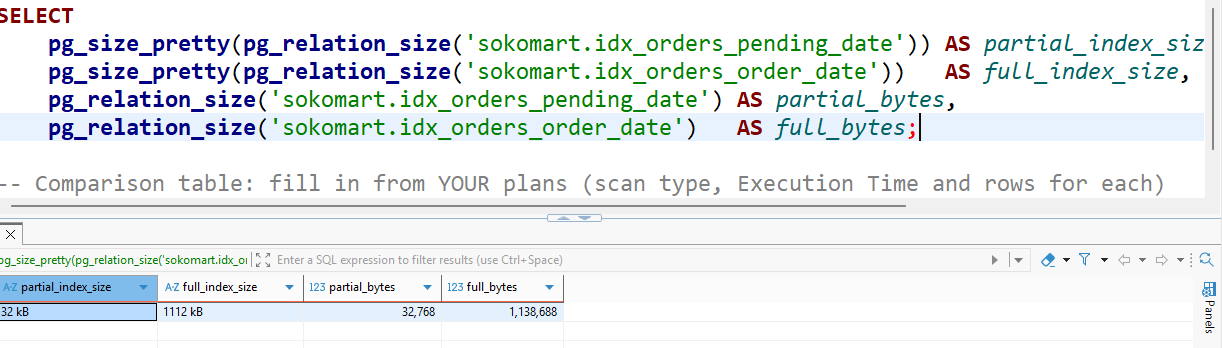 SELECT
pg_size_pretty(pg_relation_size('sokomart.idx_orders_pending_date')) AS partial_index_siz
pg_size_pretty(pg_relation_size('sokomart.idx_orders_order_date')) AS full_index_size,
pg_relation_size('sokomart.idx_orders_pending_date') AS partial_bytes,
pg_relation_size('sokomart.idx_orders_order_date') AS full_bytes;
-- Comparison table: fill in from YOUR plans (scan type, Execution Time and rows for each)
pg_size_pretty(pg_relation_size('sokomart.idx_o Enter a SQL expression to filter results (use Ctrl+Space)
A-Z partial_index_size A-Z full_index_size 123 partial_bytes 123 full_bytes
32 kB 1112 kB 32,768 1,138,688
Panels